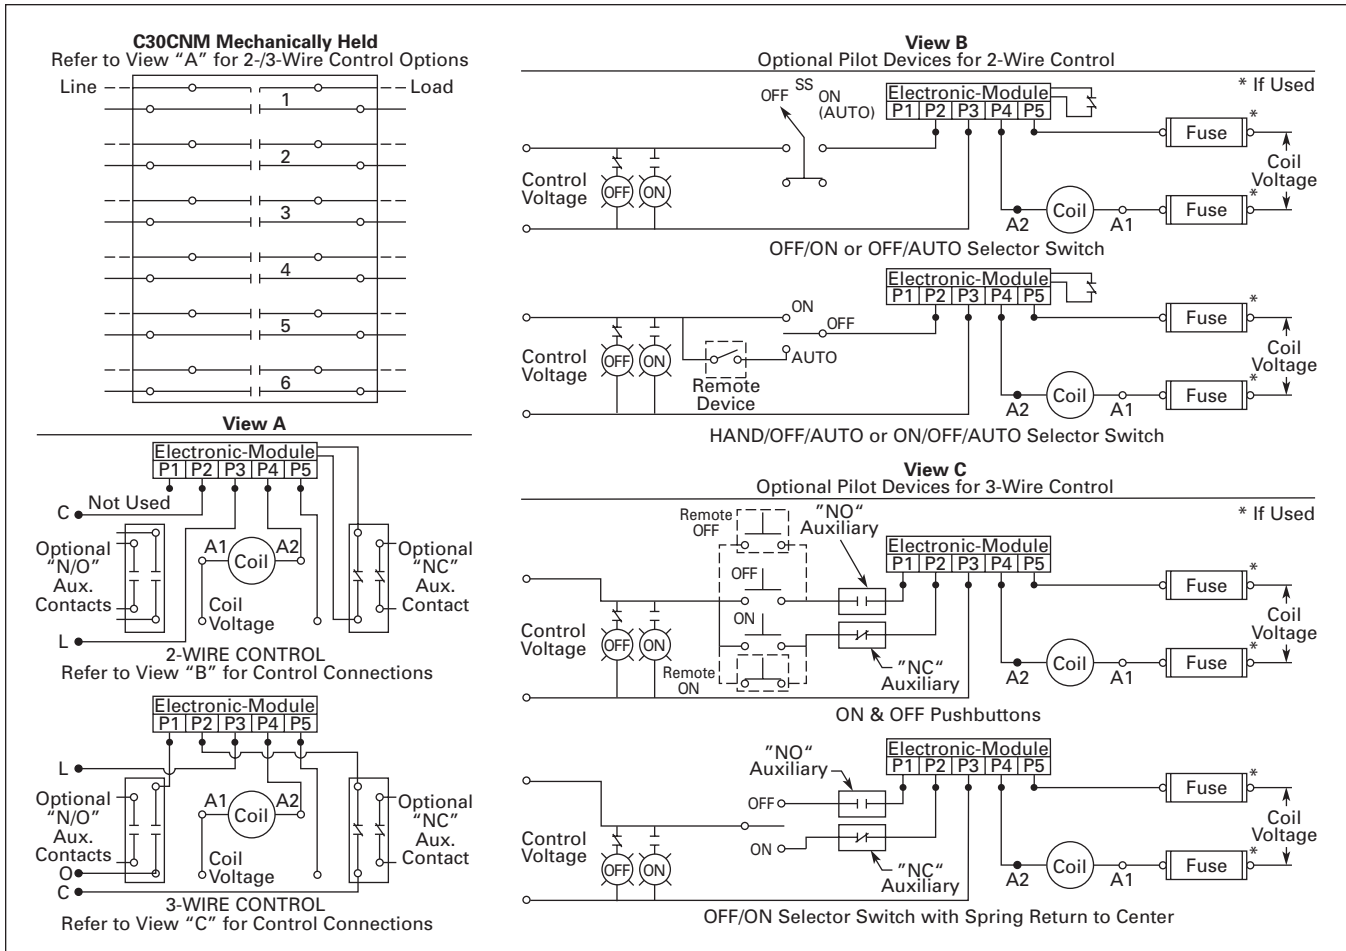 C30CNM Mechanically Held
Refer to View “A” for 2-/3-Wire Control Options
Line
Load
1
2
3
4
5
6
View A
Electronic-Module
P1 P2 P3 P4 P5
C
Not Used
Optional
“N/O”
Aux.
Contacts
A1
Coil
A2
Coil
Voltage
Optional
“NC”
Aux.
Contact
L
2-WIRE CONTROL
Refer to View “B” for Control Connections
Electronic-Module
P1 P2 P3 P4 P5
L
Optional
“N/O”
Aux.
Contacts
A1
Coil
A2
Coil
Voltage
Optional
“NC”
Aux.
Contact
O
C
3-WIRE CONTROL
Refer to View “C” for Control Connections
View B
Optional Pilot Devices for 2-Wire Control
* If Used
OFF
SS
ON
(AUTO)
Electronic-Module
P1 P2 P3 P4 P5
Control
Voltage
OFF
ON
Fuse
*
Coil
Voltage
A2
Coil
A1
Fuse
*
OFF/ON or OFF/AUTO Selector Switch
Electronic-Module
P1 P2 P3 P4 P5
ON
OFF
AUTO
Control
Voltage
OFF
ON
Remote
Device
Fuse
*
Coil
Voltage
A2
Coil
A1
Fuse
*
HAND/OFF/AUTO or ON/OFF/AUTO Selector Switch
View C
Optional Pilot Devices for 3-Wire Control
* If Used
Remote
OFF
”NO“
Auxiliary
Electronic-Module
P1 P2 P3 P4 P5
OFF
ON
Control
Voltage
OFF
ON
Remote
ON
”NC“
Auxiliary
Fuse
*
Coil
Voltage
A2
Coil
A1
Fuse
*
ON & OFF Pushbuttons
”NO“
Auxiliary
Electronic-Module
P1 P2 P3 P4 P5
OFF
ON
Control
Voltage
OFF
ON
”NC“
Auxiliary
Fuse
*
Coil
Voltage
A2
Coil
A1
Fuse
*
OFF/ON Selector Switch with Spring Return to Center